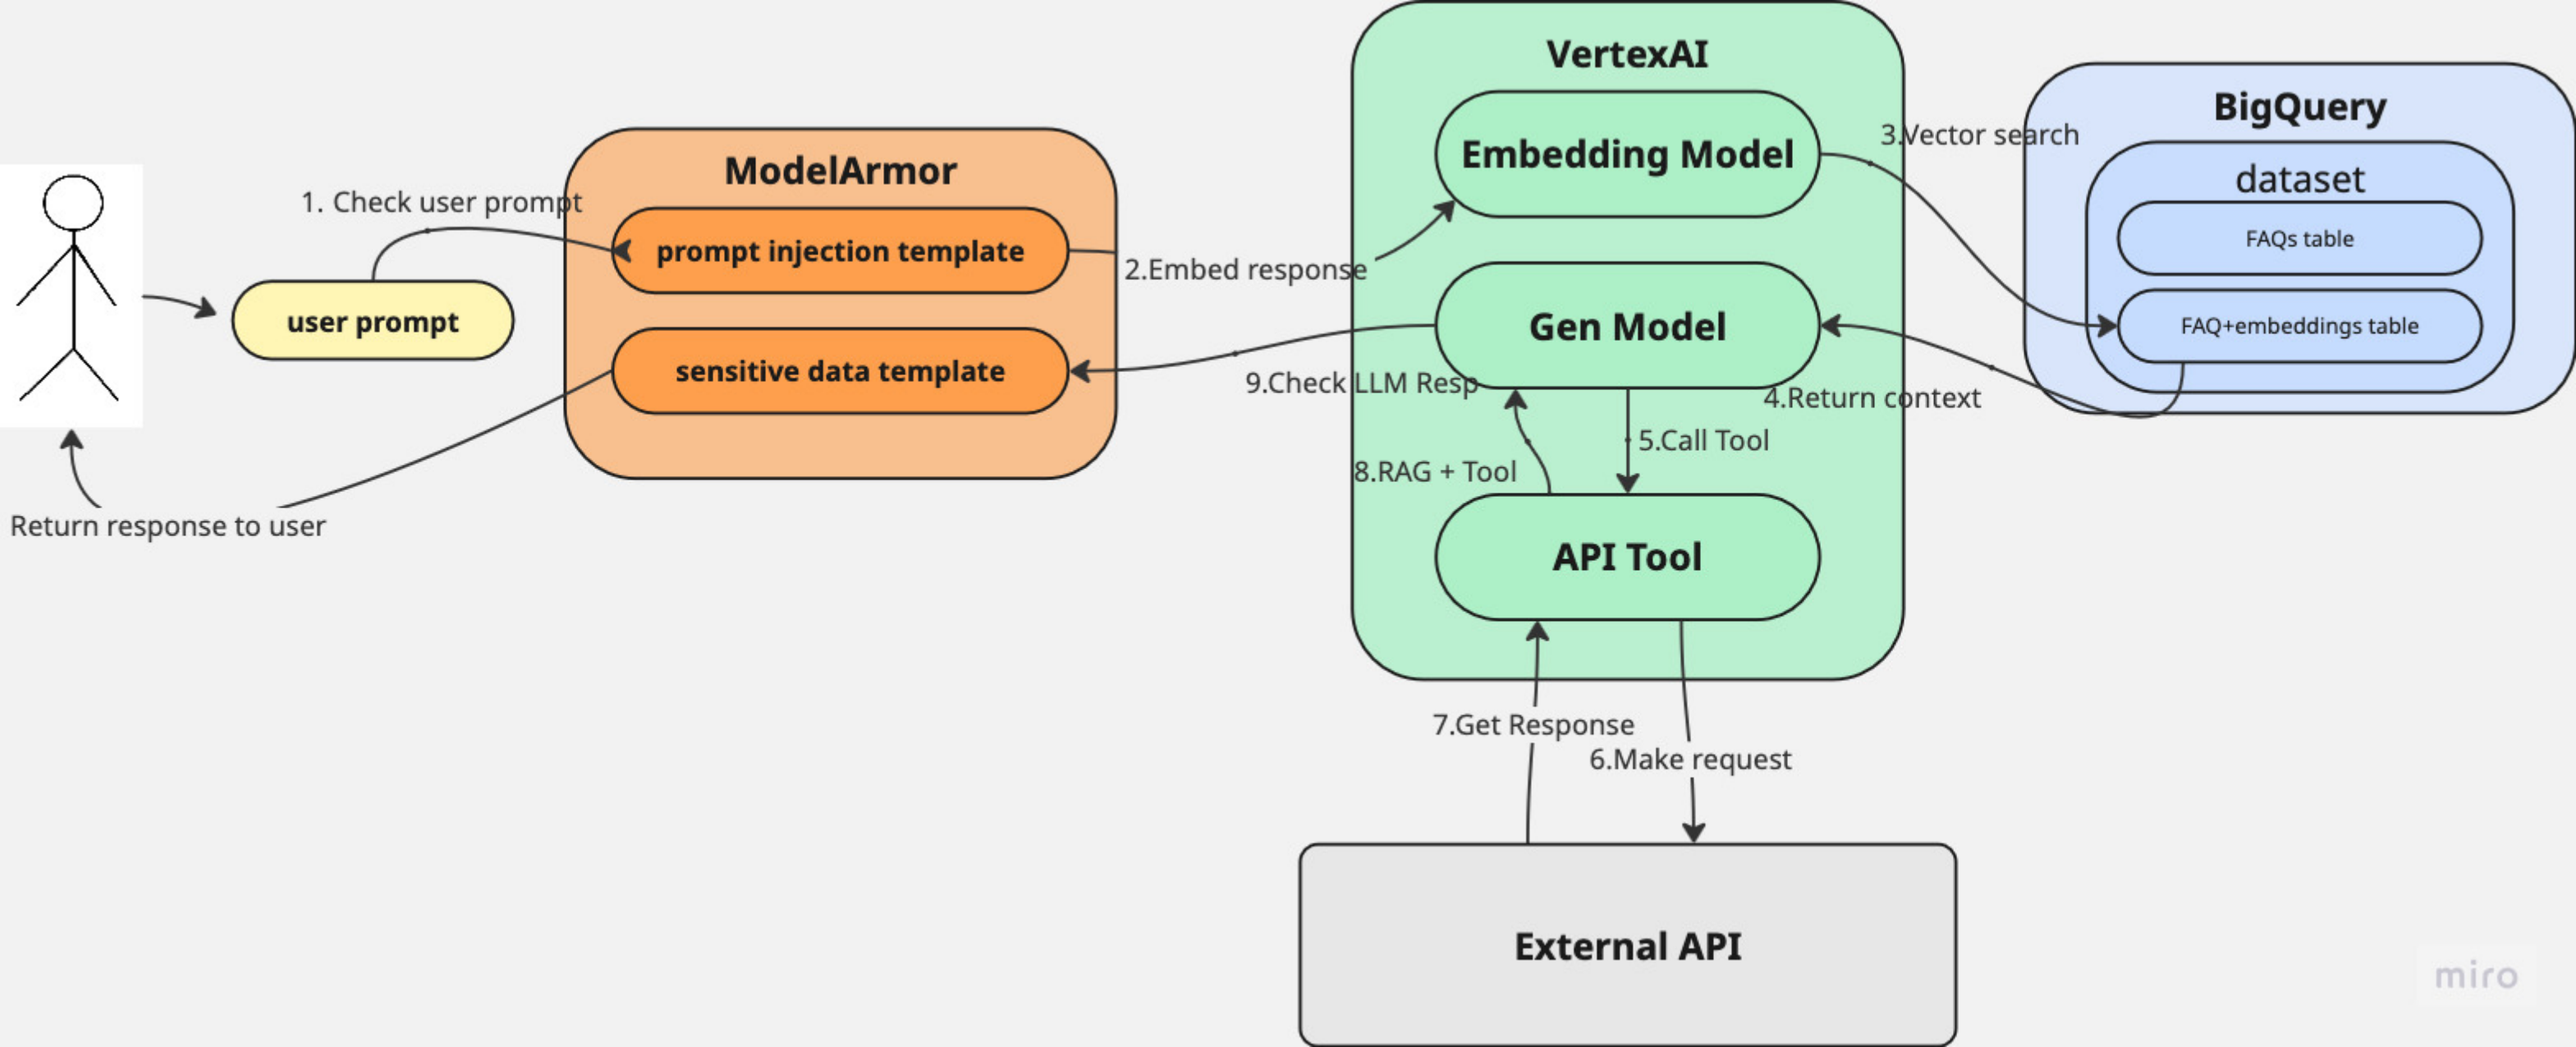 VertexAI
Embedding Model
3.Vector search
BigQuery
dataset
FAQs table
FAQ+embeddings table
ModelArmor
1. Check user prompt
prompt injection template
2.Embed response
user prompt
Gen Model
sensitive data template
9.Check LLM Resp
4.Return context
5.Call Tool
8.RAG + Tool
Return response to user
API Tool
7.Get Response
6.Make request
External API
miro